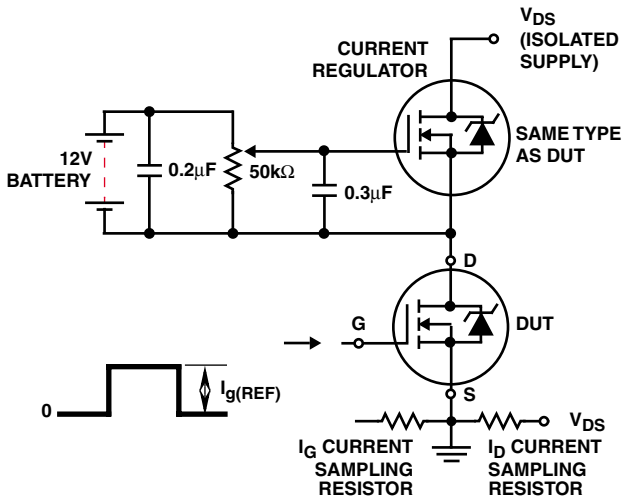 V_DS
(ISOLATED
SUPPLY)
CURRENT
REGULATOR
SAME TYPE
AS DUT
12V
BATTERY
0.2μF
50kΩ
0.3μF
D
DUT
G
I_g(REF)
0
S
V_DS
I_G CURRENT
SAMPLING
RESISTOR
I_D CURRENT
SAMPLING
RESISTOR